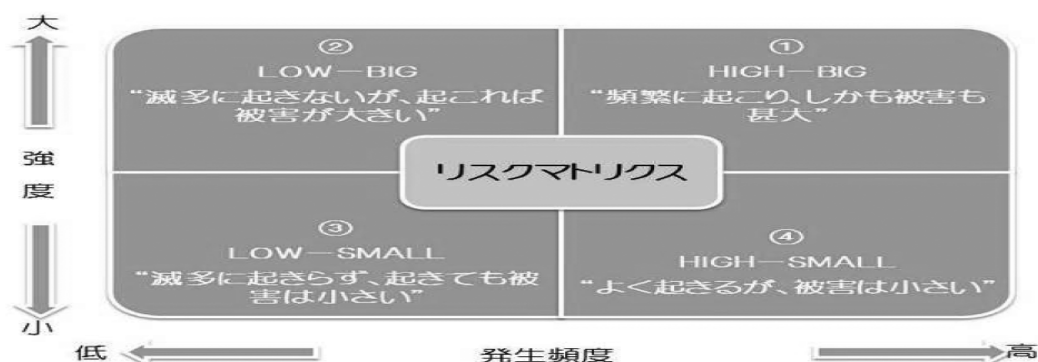 大
②
LOW－BIG
“滅多に起きないが、起これば
被害が大きい”
①
HIGH－BIG
“頻繁に起こり、しかも被害も
甚大”
強
度
リスクマトリクス
③
LOW－SMALL
“滅多に起きらず、起きても被
害は小さい”
④
HIGH－SMALL
“よく起きるが、被害は小さい”
小
低
発生頻度
高